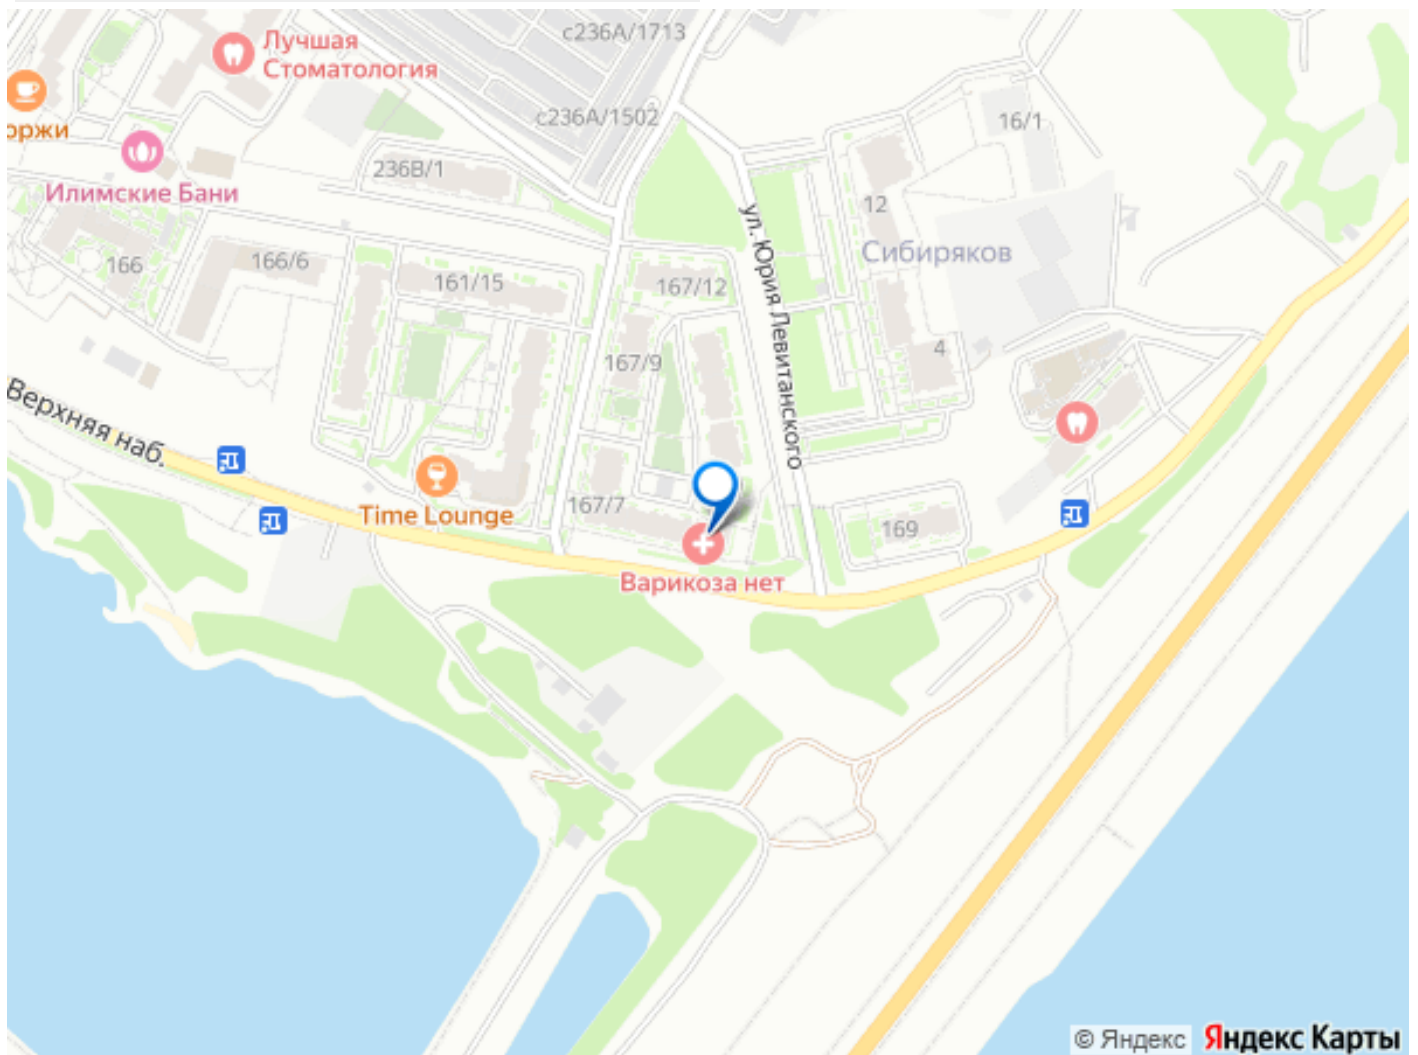 с236А/1713
Лучшая
Стоматология
с236А/1502
16/1
оржи
236В/1
Илимские Бани
12
ул. Юрия Левитанского
Сибиряков
166
166/6
161/15
167/12
4
167/9
Верхняя наб.
167/7
Time Lounge
169
Варикоза нет
© Яндекс Яндекс Карты